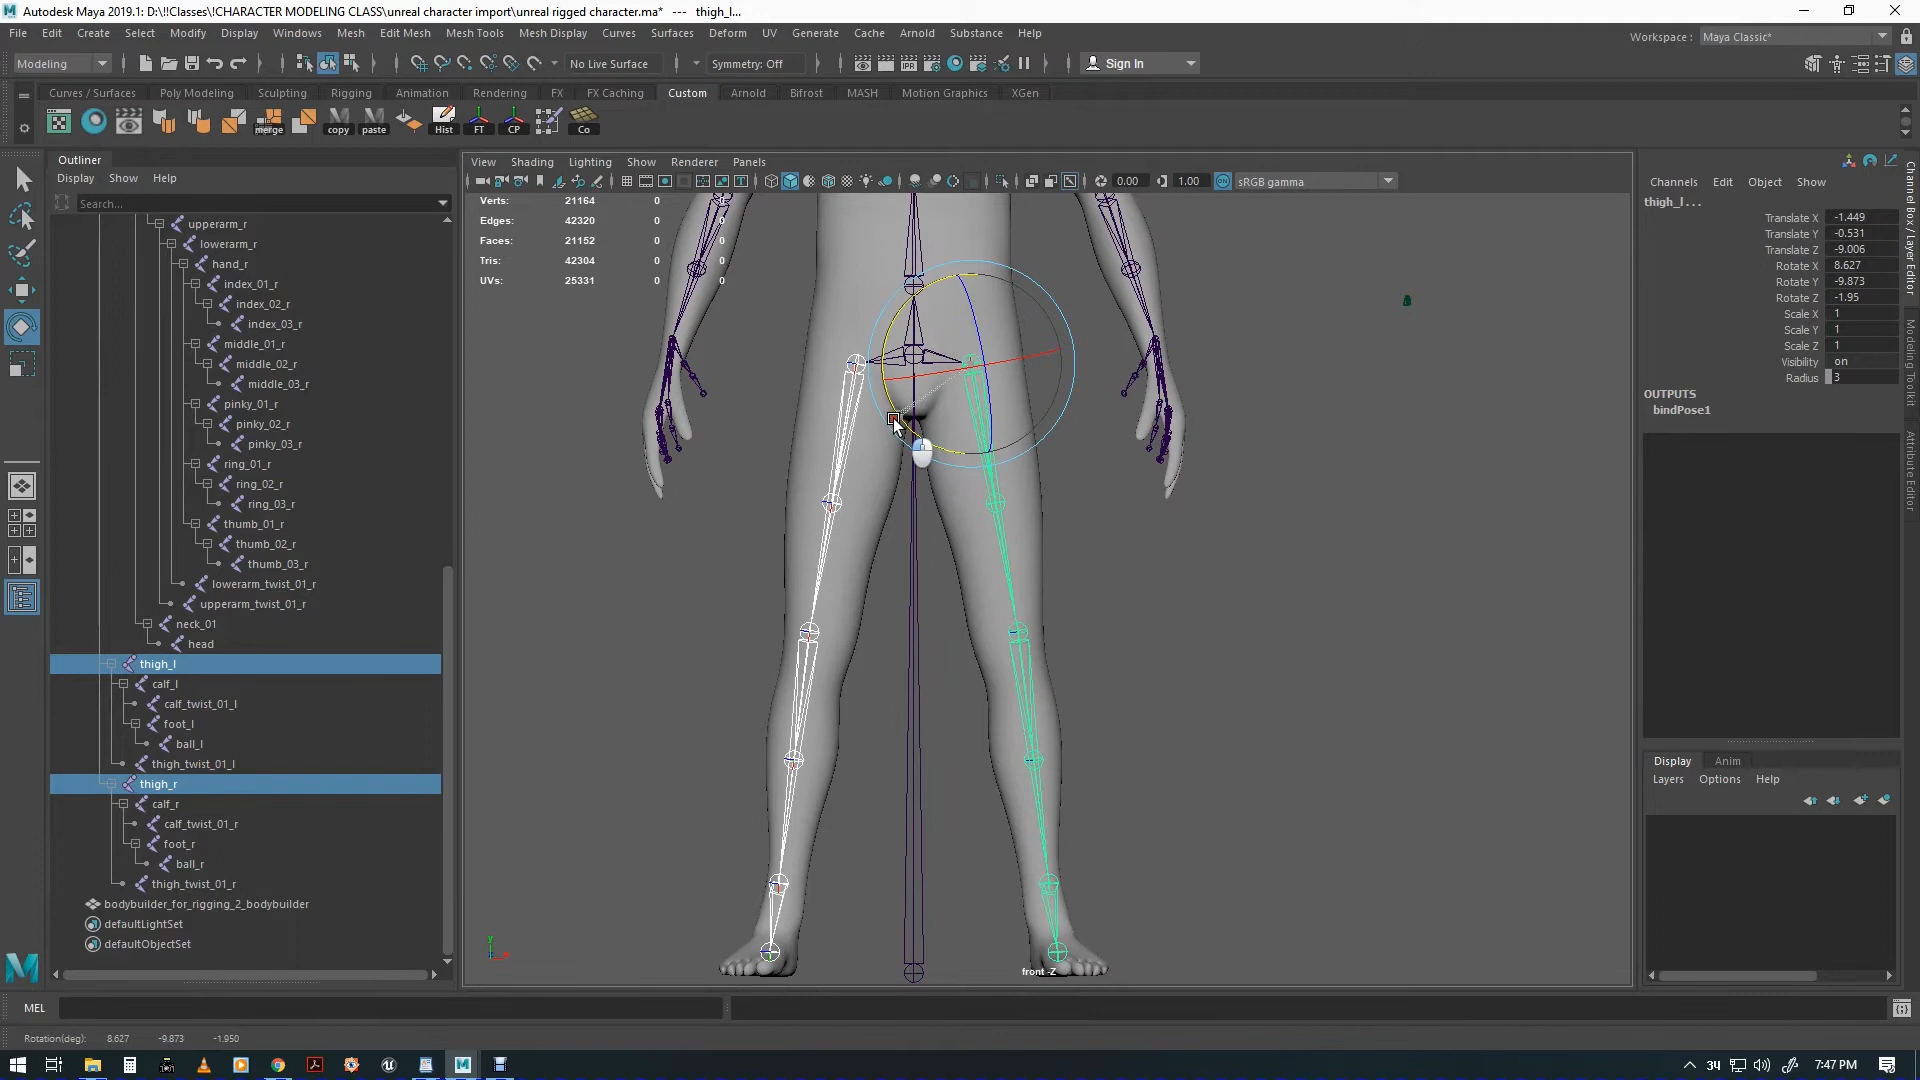 Autodesk Maya 2019.1: D:\!!Classes\!CHARACTER MODELING CLASS\unreal character import\unreal rigged character.ma* --- thigh_l...
File Edit Create Select Modify Display Windows Mesh Edit Mesh Mesh Tools Mesh Display Curves Surfaces Deform UV Generate Cache Arnold Substance Help
Workspace : Maya Classic*
Modeling No Live Surface Symmetry: Off Sign In
Curves / Surfaces Poly Modeling Sculpting Rigging Animation Rendering FX FX Caching Custom Arnold Bifrost MASH Motion Graphics XGen
merge copy paste Hist FT CP Co
Outliner
Display Show Help
Search...
upperarm_r
lowerarm_r
hand_r
index_01_r
index_02_r
index_03_r
middle_01_r
middle_02_r
middle_03_r
pinky_01_r
pinky_02_r
pinky_03_r
ring_01_r
ring_02_r
ring_03_r
thumb_01_r
thumb_02_r
thumb_03_r
lowerarm_twist_01_r
upperarm_twist_01_r
neck_01
head
thigh_l
calf_l
calf_twist_01_l
foot_l
ball_l
thigh_twist_01_l
thigh_r
calf_r
calf_twist_01_r
foot_r
ball_r
thigh_twist_01_r
bodybuilder_for_rigging_2_bodybuilder
defaultLightSet
defaultObjectSet
View Shading Lighting Show Renderer Panels
0.00 1.00 sRGB gamma
Verts: 21164 0 0
Edges: 42320 0 0
Faces: 21152 0 0
Tris: 42304 0 0
UVs: 25331 0 0
front -Z
y
Channels Edit Object Show
thigh_l...
Translate X -1.449
Translate Y -0.531
Translate Z -9.006
Rotate X 8.627
Rotate Y -9.873
Rotate Z -1.95
Scale X 1
Scale Y 1
Scale Z 1
Visibility on
Radius 3
OUTPUTS
bindPose1
Display Anim
Layers Options Help
Channel Box / Layer Editor
Modeling Toolkit
Attribute Editor
MEL
Rotation(deg): 8.627 -9.873 -1.950
34 7:47 PM